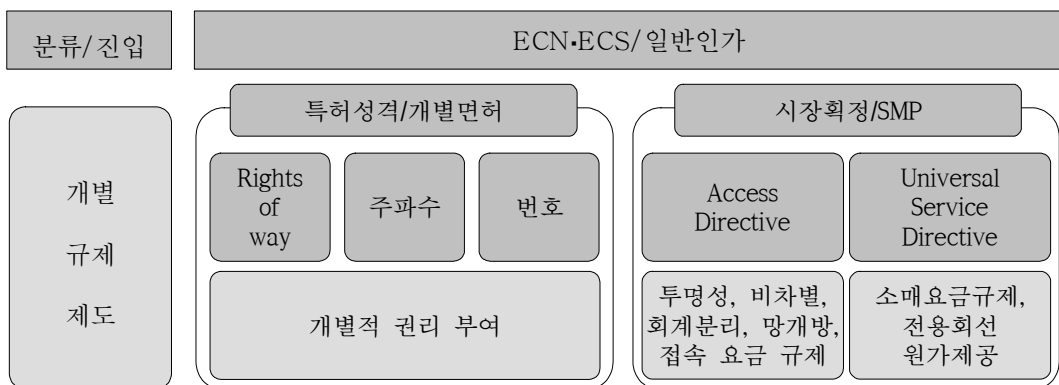 분류/진입
ECN·ECS/일반인가
개별
규제
제도
특허성격/개별면허
Rights
of
way
주파수
번호
개별적 권리 부여
시장획정/SMP
Access
Directive
Universal
Service
Directive
투명성, 비차별,
회계분리, 망개방,
접속 요금 규제
소매요금규제,
전용회선
원가제공